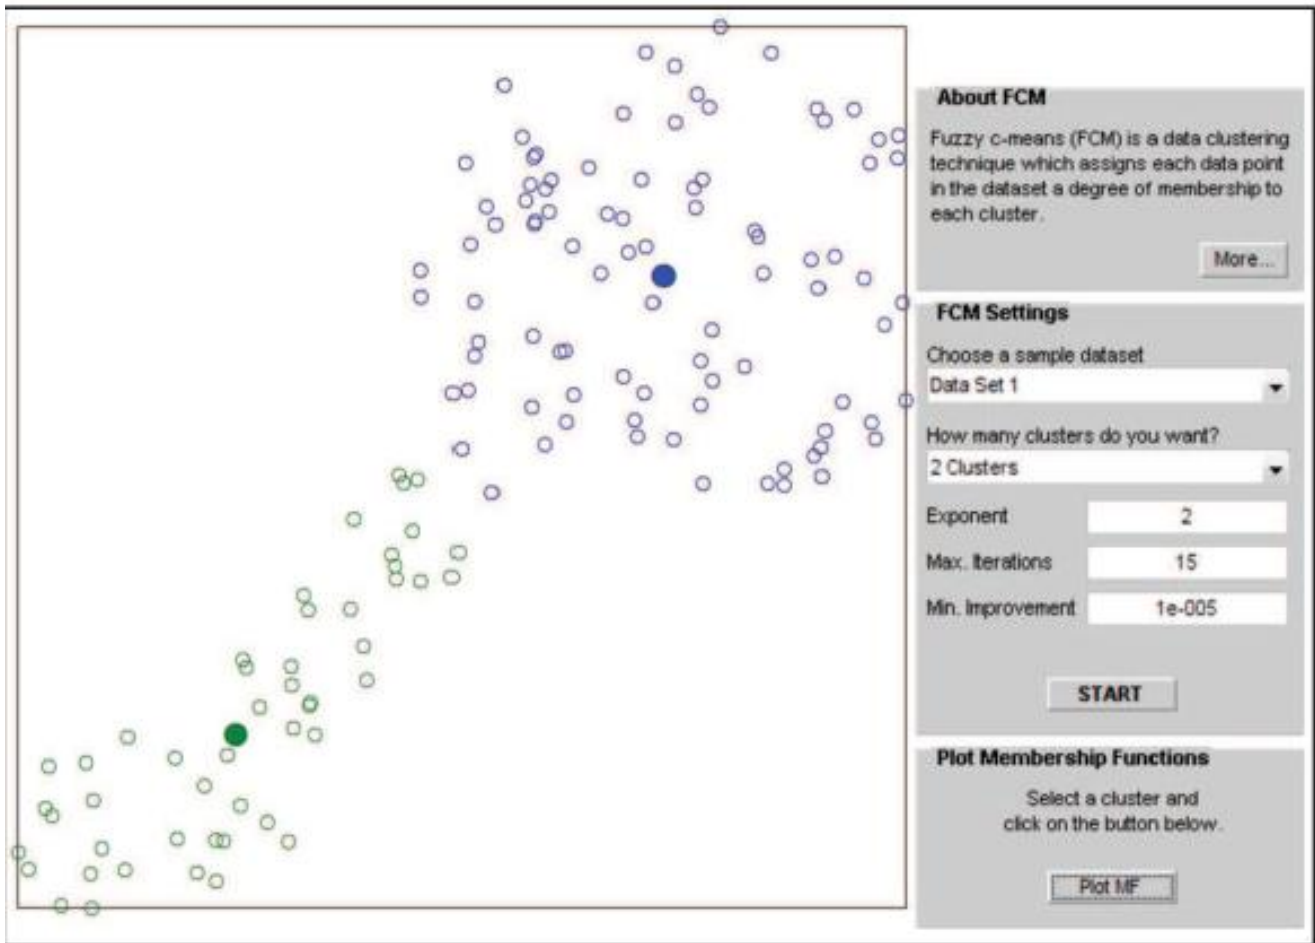 About FCM
Fuzzy c-means (FCM) is a data clustering
technique which assigns each data point
in the dataset a degree of membership to
each cluster.
More...
FCM Settings
Choose a sample dataset
Data Set 1
How many clusters do you want?
2 Clusters
Exponent 2
Max. Iterations 15
Min. Improvement 1e-005
START
Plot Membership Functions
Select a cluster and
click on the button below.
Plot MF